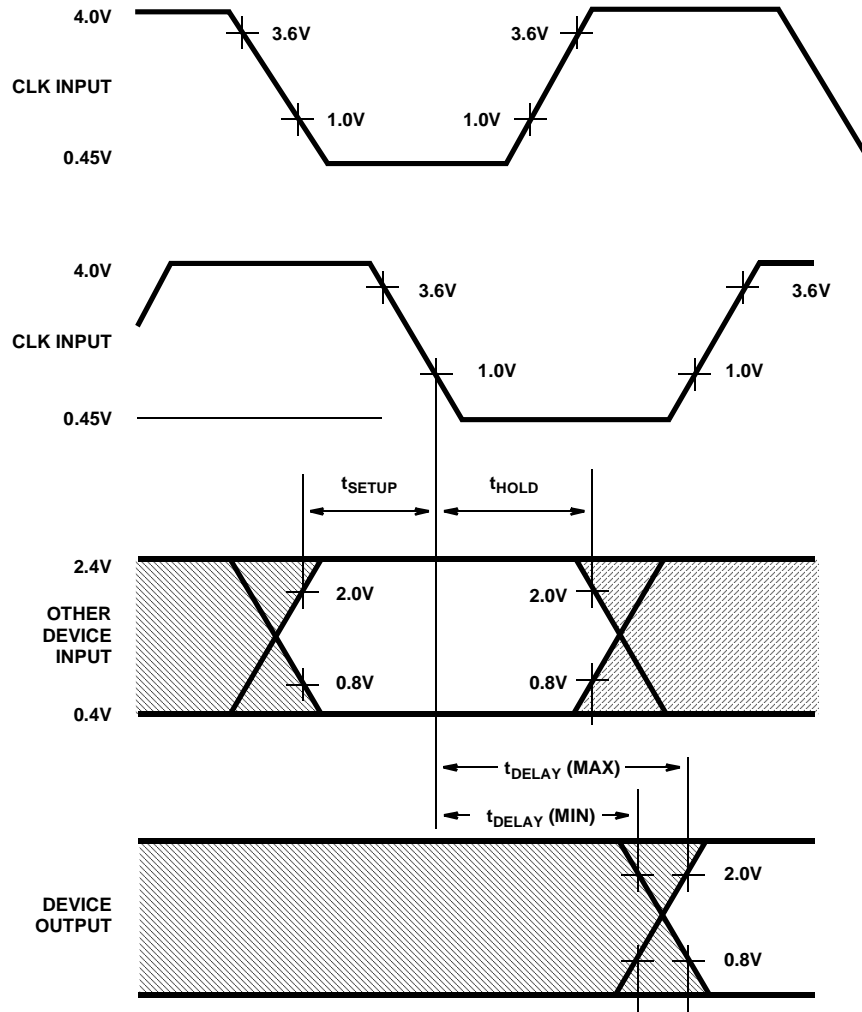 4.0V
3.6V
3.6V
CLK INPUT
1.0V
1.0V
0.45V
4.0V
3.6V
3.6V
CLK INPUT
1.0V
1.0V
0.45V
tSETUP
tHOLD
2.4V
2.0V
2.0V
OTHER
DEVICE
INPUT
0.8V
0.8V
0.4V
tDELAY (MAX)
tDELAY (MIN)
2.0V
DEVICE
OUTPUT
0.8V